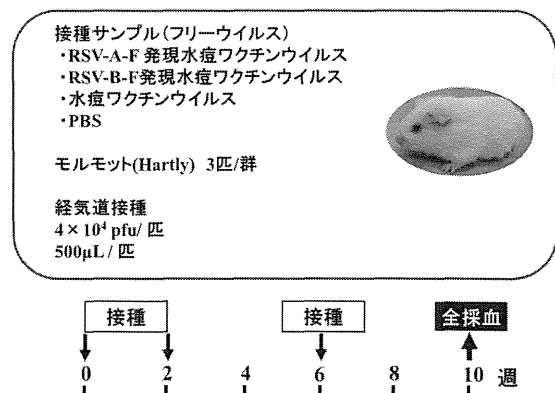 接種サンプル(フリーウイルス)
・RSV-A-F 発現水痘ワクチンウイルス
・RSV-B-F発現水痘ワクチンウイルス
・水痘ワクチンウイルス
・PBS
モルモット(Hartly) 3匹/群
経気道接種
4×10⁴ pfu/ 匹
500μL / 匹
接種 接種 全採血
0 2 4 6 8 10 週